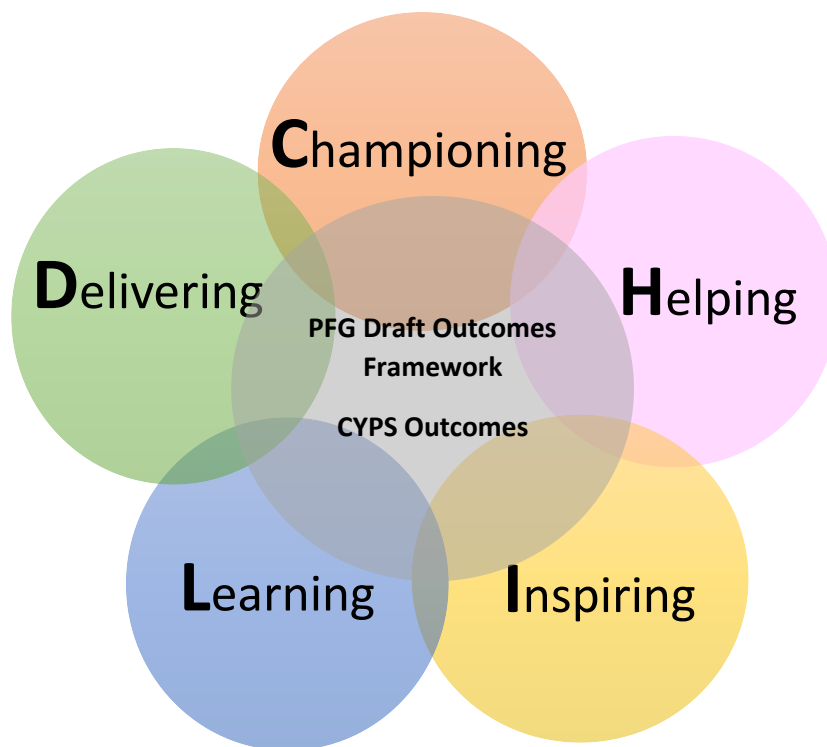 Championing
Helping
Inspiring
Learning
Delivering
PFG Draft Outcomes
Framework
CYPS Outcomes